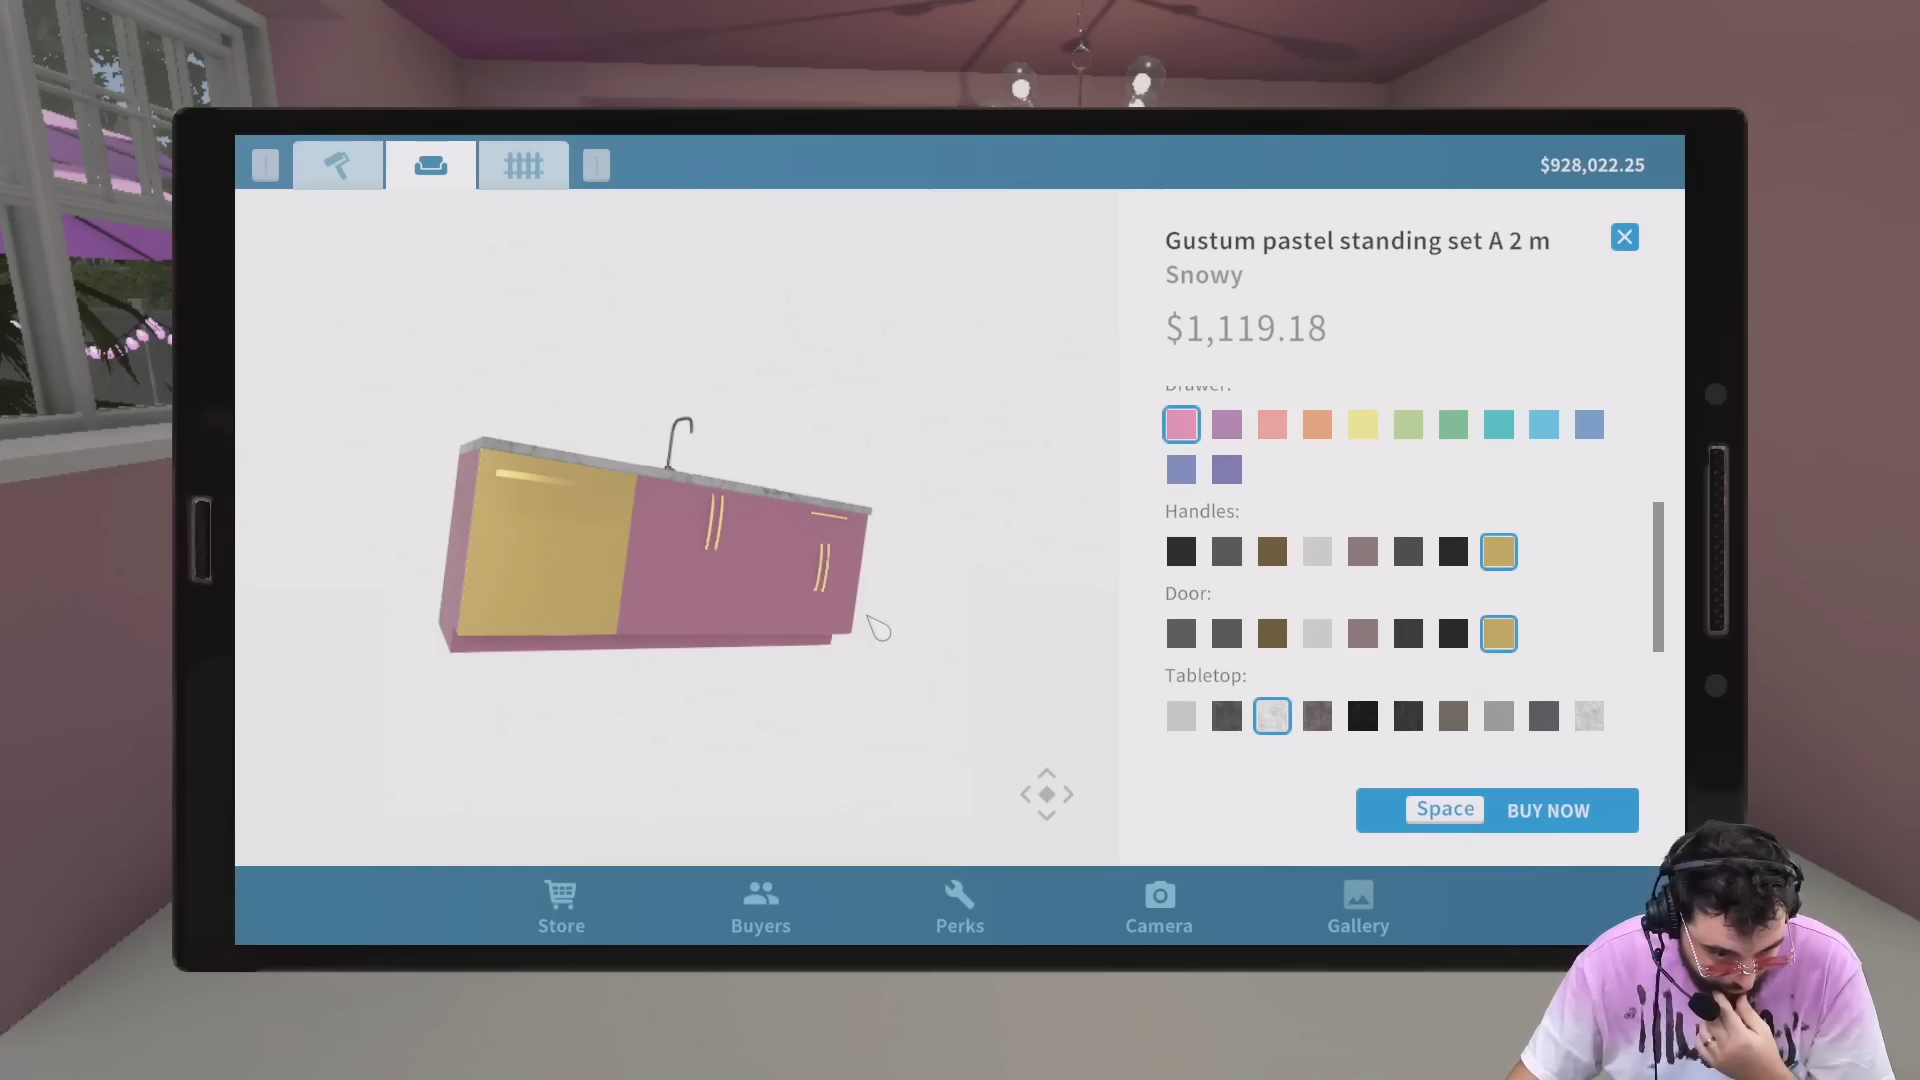 $928,022.25
Gustum pastel standing set A 2 m
Snowy
$1,119.18
Drawer:
Handles:
Door:
Tabletop:
Space BUY NOW
Store
Buyers
Perks
Camera
Gallery